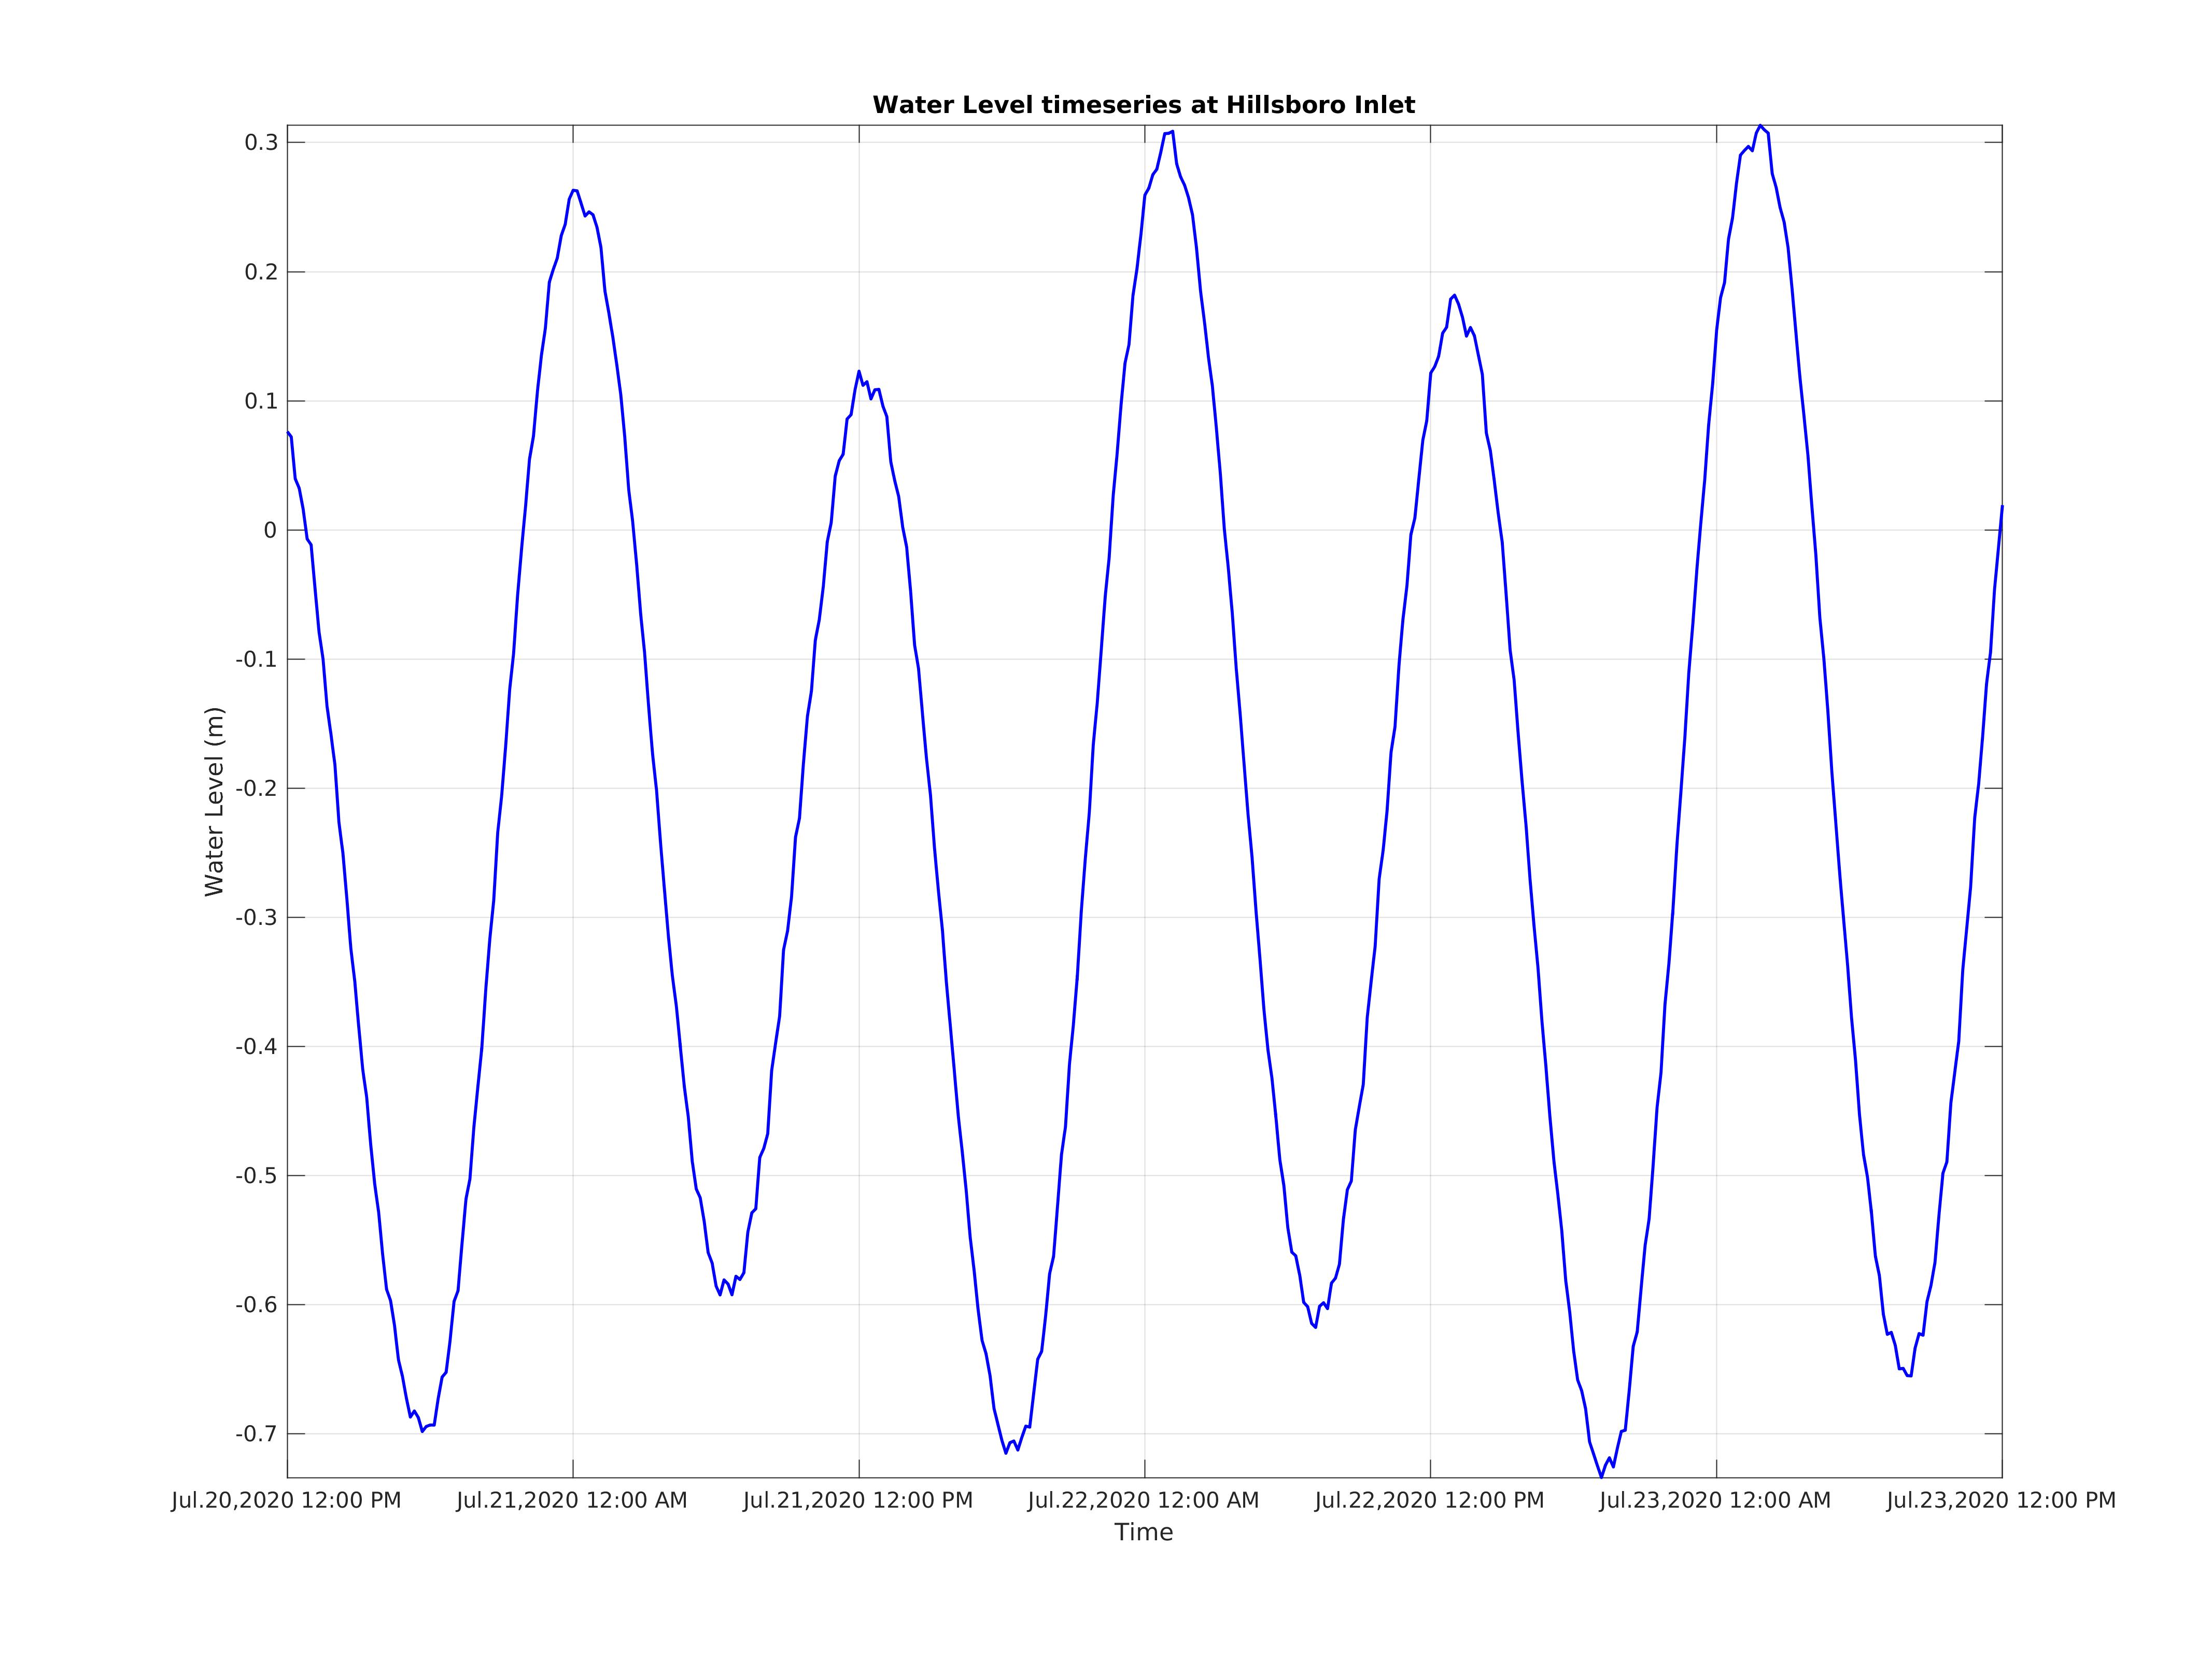 Water Level timeseries at Hillsboro Inlet
0.3
0.2
0.1
0
-0.1
-0.2
-0.3
-0.4
-0.5
-0.6
-0.7
Water Level (m)
Jul.20,2020 12:00 PM Jul.21,2020 12:00 AM Jul.21,2020 12:00 PM Jul.22,2020 12:00 AM Jul.22,2020 12:00 PM Jul.23,2020 12:00 AM Jul.23,2020 12:00 PM
Time